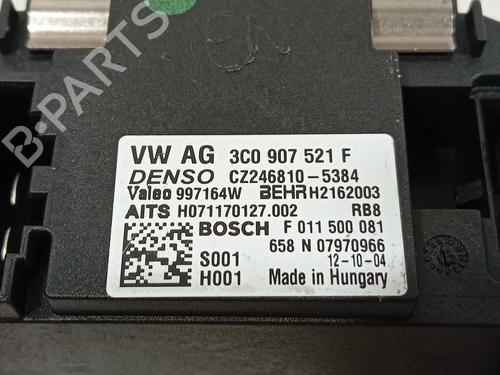 VW AG 3C0 907 521 F
DENSO CZ246810-5384
Valeo 997164W BEHR H2162003
AITS H071170127.002 RB8
BOSCH F 011 500 081
658 N 07970966
S001 12-10-04
H001 Made in Hungary
B-PARTS